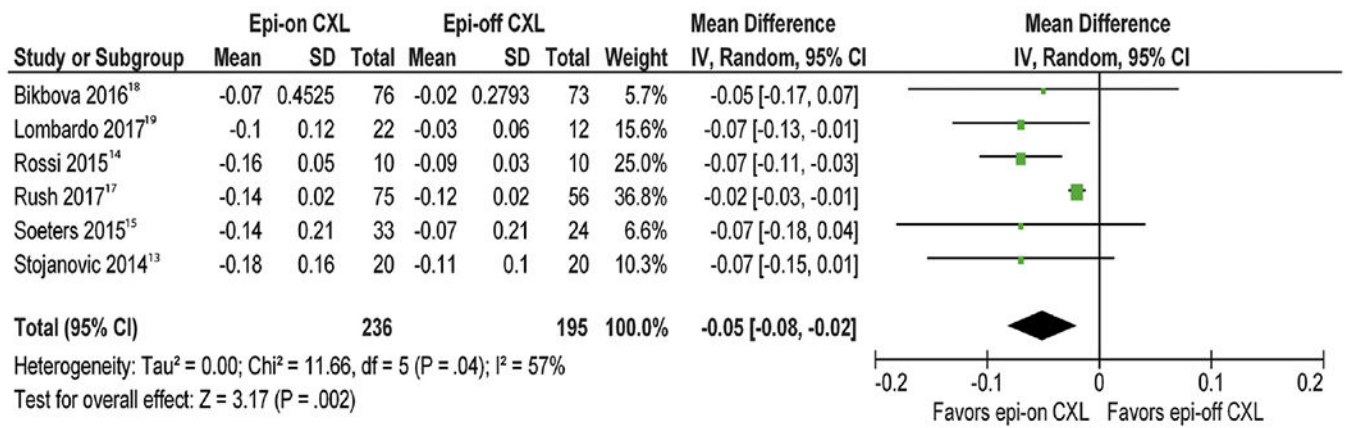 Epi-on CXL Epi-off CXL Mean Difference Mean Difference
Study or Subgroup Mean SD Total Mean SD Total Weight IV, Random, 95% CI IV, Random, 95% CI
Bikbova 2016¹⁸ -0.07 0.4525 76 -0.02 0.2793 73 5.7% -0.05 [-0.17, 0.07]
Lombardo 2017¹⁹ -0.1 0.12 22 -0.03 0.06 12 15.6% -0.07 [-0.13, -0.01]
Rossi 2015¹⁴ -0.16 0.05 10 -0.09 0.03 10 25.0% -0.07 [-0.11, -0.03]
Rush 2017¹⁷ -0.14 0.02 75 -0.12 0.02 56 36.8% -0.02 [-0.03, -0.01]
Soeters 2015¹⁵ -0.14 0.21 33 -0.07 0.21 24 6.6% -0.07 [-0.18, 0.04]
Stojanovic 2014¹³ -0.18 0.16 20 -0.11 0.1 20 10.3% -0.07 [-0.15, 0.01]
Total (95% CI) 236 195 100.0% -0.05 [-0.08, -0.02]
Heterogeneity: Tau² = 0.00; Chi² = 11.66, df = 5 (P = .04); I² = 57%
Test for overall effect: Z = 3.17 (P = .002)
-0.2 -0.1 0 0.1 0.2
Favors epi-on CXL Favors epi-off CXL